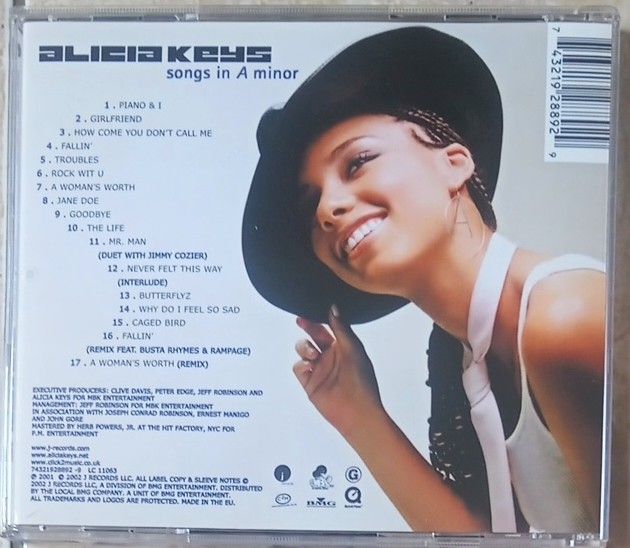 ALICIA KEYS
songs in A minor
1 . PIANO & I
2 . GIRLFRIEND
3 . HOW COME YOU DON'T CALL ME
4 . FALLIN'
5 . TROUBLES
6 . ROCK WIT U
7 . A WOMAN'S WORTH
8 . JANE DOE
9 . GOODBYE
10 . THE LIFE
11 . MR. MAN
(DUET WITH JIMMY COZIER)
12 . NEVER FELT THIS WAY
(INTERLUDE)
13 . BUTTERFLYZ
14 . WHY DO I FEEL SO SAD
15 . CAGED BIRD
16 . FALLIN'
(REMIX FEAT. BUSTA RHYMES & RAMPAGE)
17 . A WOMAN'S WORTH (REMIX)
EXECUTIVE PRODUCERS: CLIVE DAVIS, PETER EDGE, JEFF ROBINSON AND
ALICIA KEYS FOR MBK ENTERTAINMENT
MANAGEMENT: JEFF ROBINSON FOR MBK ENTERTAINMENT
IN ASSOCIATION WITH JOSEPH CONRAD ROBINSON, ERNEST MANIGO
AND JOHN GORE
MASTERED BY HERB POWERS, JR. AT THE HIT FACTORY, NYC FOR
P.M. ENTERTAINMENT
www.j-records.com
www.aliciakeys.net
www.click2music.co.uk
74321928892 -9 LC 11063
℗ 2001 © 2002 J RECORDS LLC. ALL LABEL COPY & SLEEVE NOTES ©
2002 J RECORDS LLC, A DIVISION OF BMG ENTERTAINMENT. DISTRIBUTED
BY THE LOCAL BMG COMPANY. A UNIT OF BMG ENTERTAINMENT.
ALL TRADEMARKS AND LOGOS ARE PROTECTED. MADE IN THE EU.
BMG
7 43219 28892 9